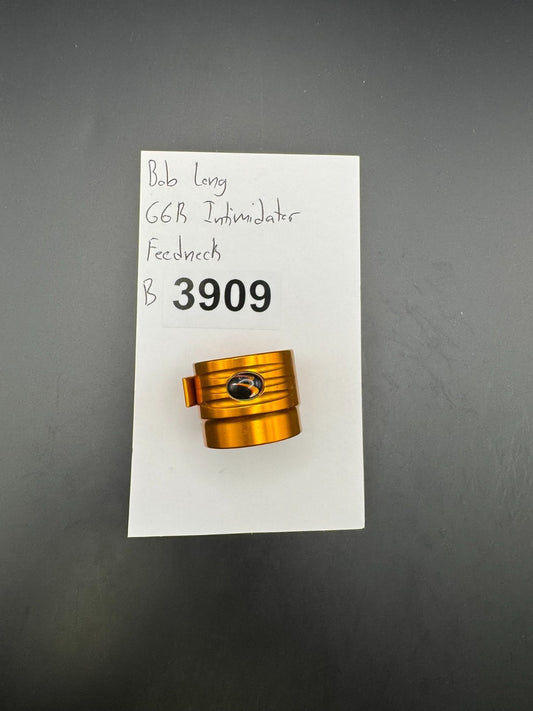 Bob Long
G6R Intimidator
Feedneck
B 3909